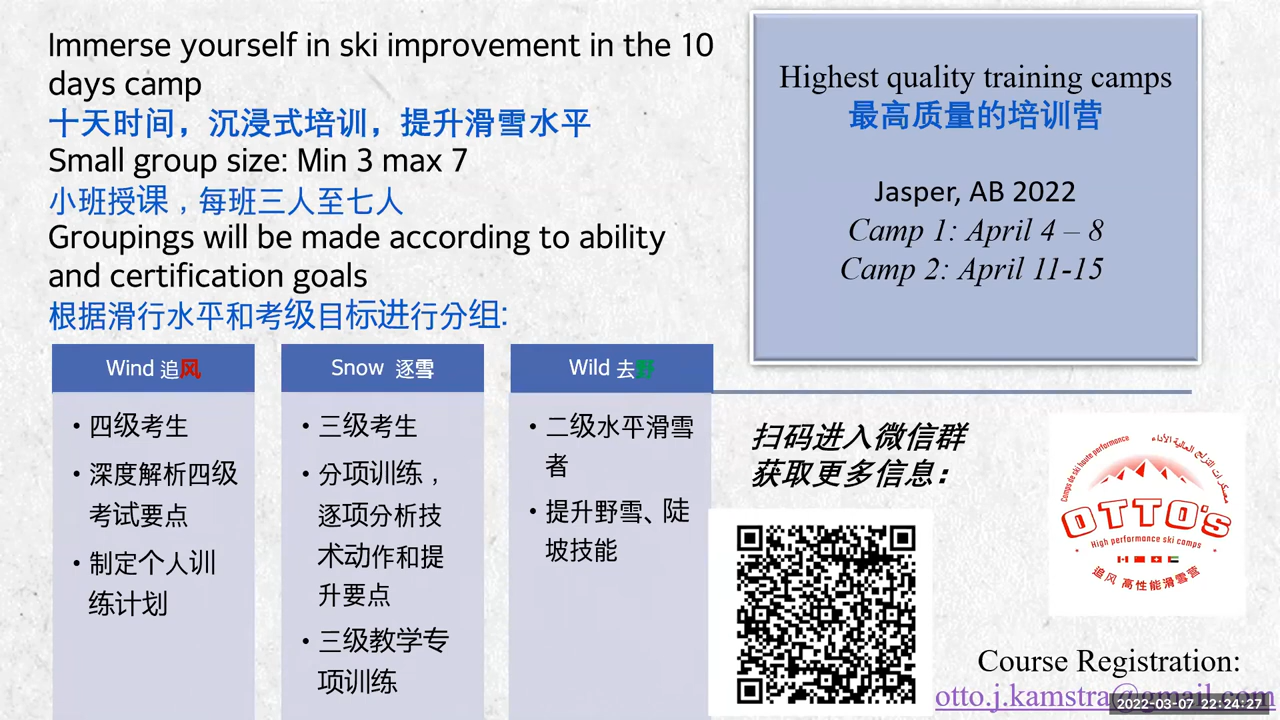 Immerse yourself in ski improvement in the 10
days camp
十天时间，沉浸式培训，提升滑雪水平
Small group size: Min 3 max 7
小班授课，每班三人至七人
Groupings will be made according to ability
and certification goals
根据滑行水平和考级目标进行分组:
Wind 追风
• 四级考生
• 深度解析四级
考试要点
• 制定个人训
练计划
Snow 逐雪
• 三级考生
• 分项训练，
逐项分析技
术动作和提
升要点
• 三级教学专
项训练
Wild 去野
• 二级水平滑雪
者
• 提升野雪、陡
坡技能
Highest quality training camps
最高质量的培训营
Jasper, AB 2022
Camp 1: April 4 – 8
Camp 2: April 11-15
扫码进入微信群
获取更多信息：
Camps de ski haute performance
معسكرات التزلج العالية الأداء
OTTO's
High performance ski camps
追风 高性能滑雪营
Course Registration:
otto.j.kamstra@gmail.com
2022-03-07 22:24:27